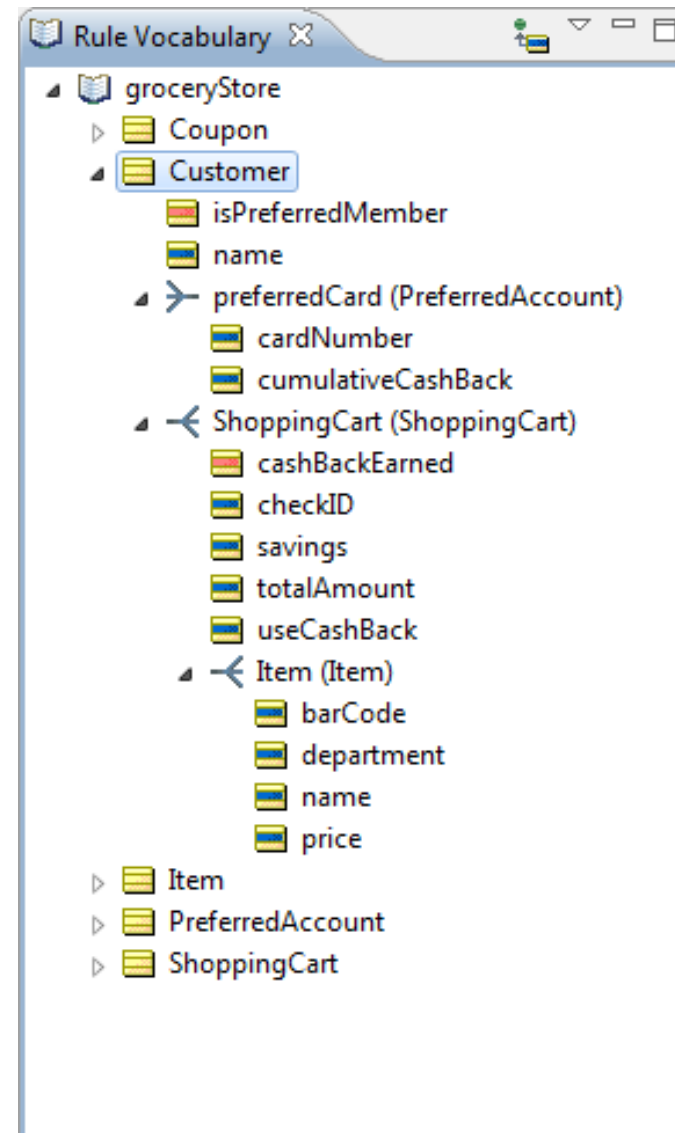 Rule Vocabulary
groceryStore
Coupon
Customer
isPreferredMember
name
preferredCard (PreferredAccount)
cardNumber
cumulativeCashBack
ShoppingCart (ShoppingCart)
cashBackEarned
checkID
savings
totalAmount
useCashBack
Item (Item)
barCode
department
name
price
Item
PreferredAccount
ShoppingCart